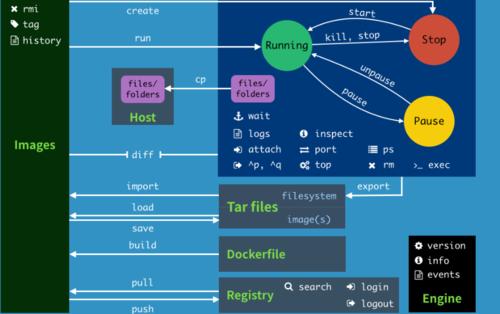 rmi
tag
history
create
run
start
Running
kill, stop
Stop
unpause
pause
Pause
cp
files/
folders
files/
folders
Host
Images
wait
logs
inspect
attach
port
ps
^p, ^q
top
rm
>_ exec
diff
import
export
filesystem
Tar files
load
image(s)
save
build
Dockerfile
pull
Registry
search
login
logout
push
version
info
events
Engine